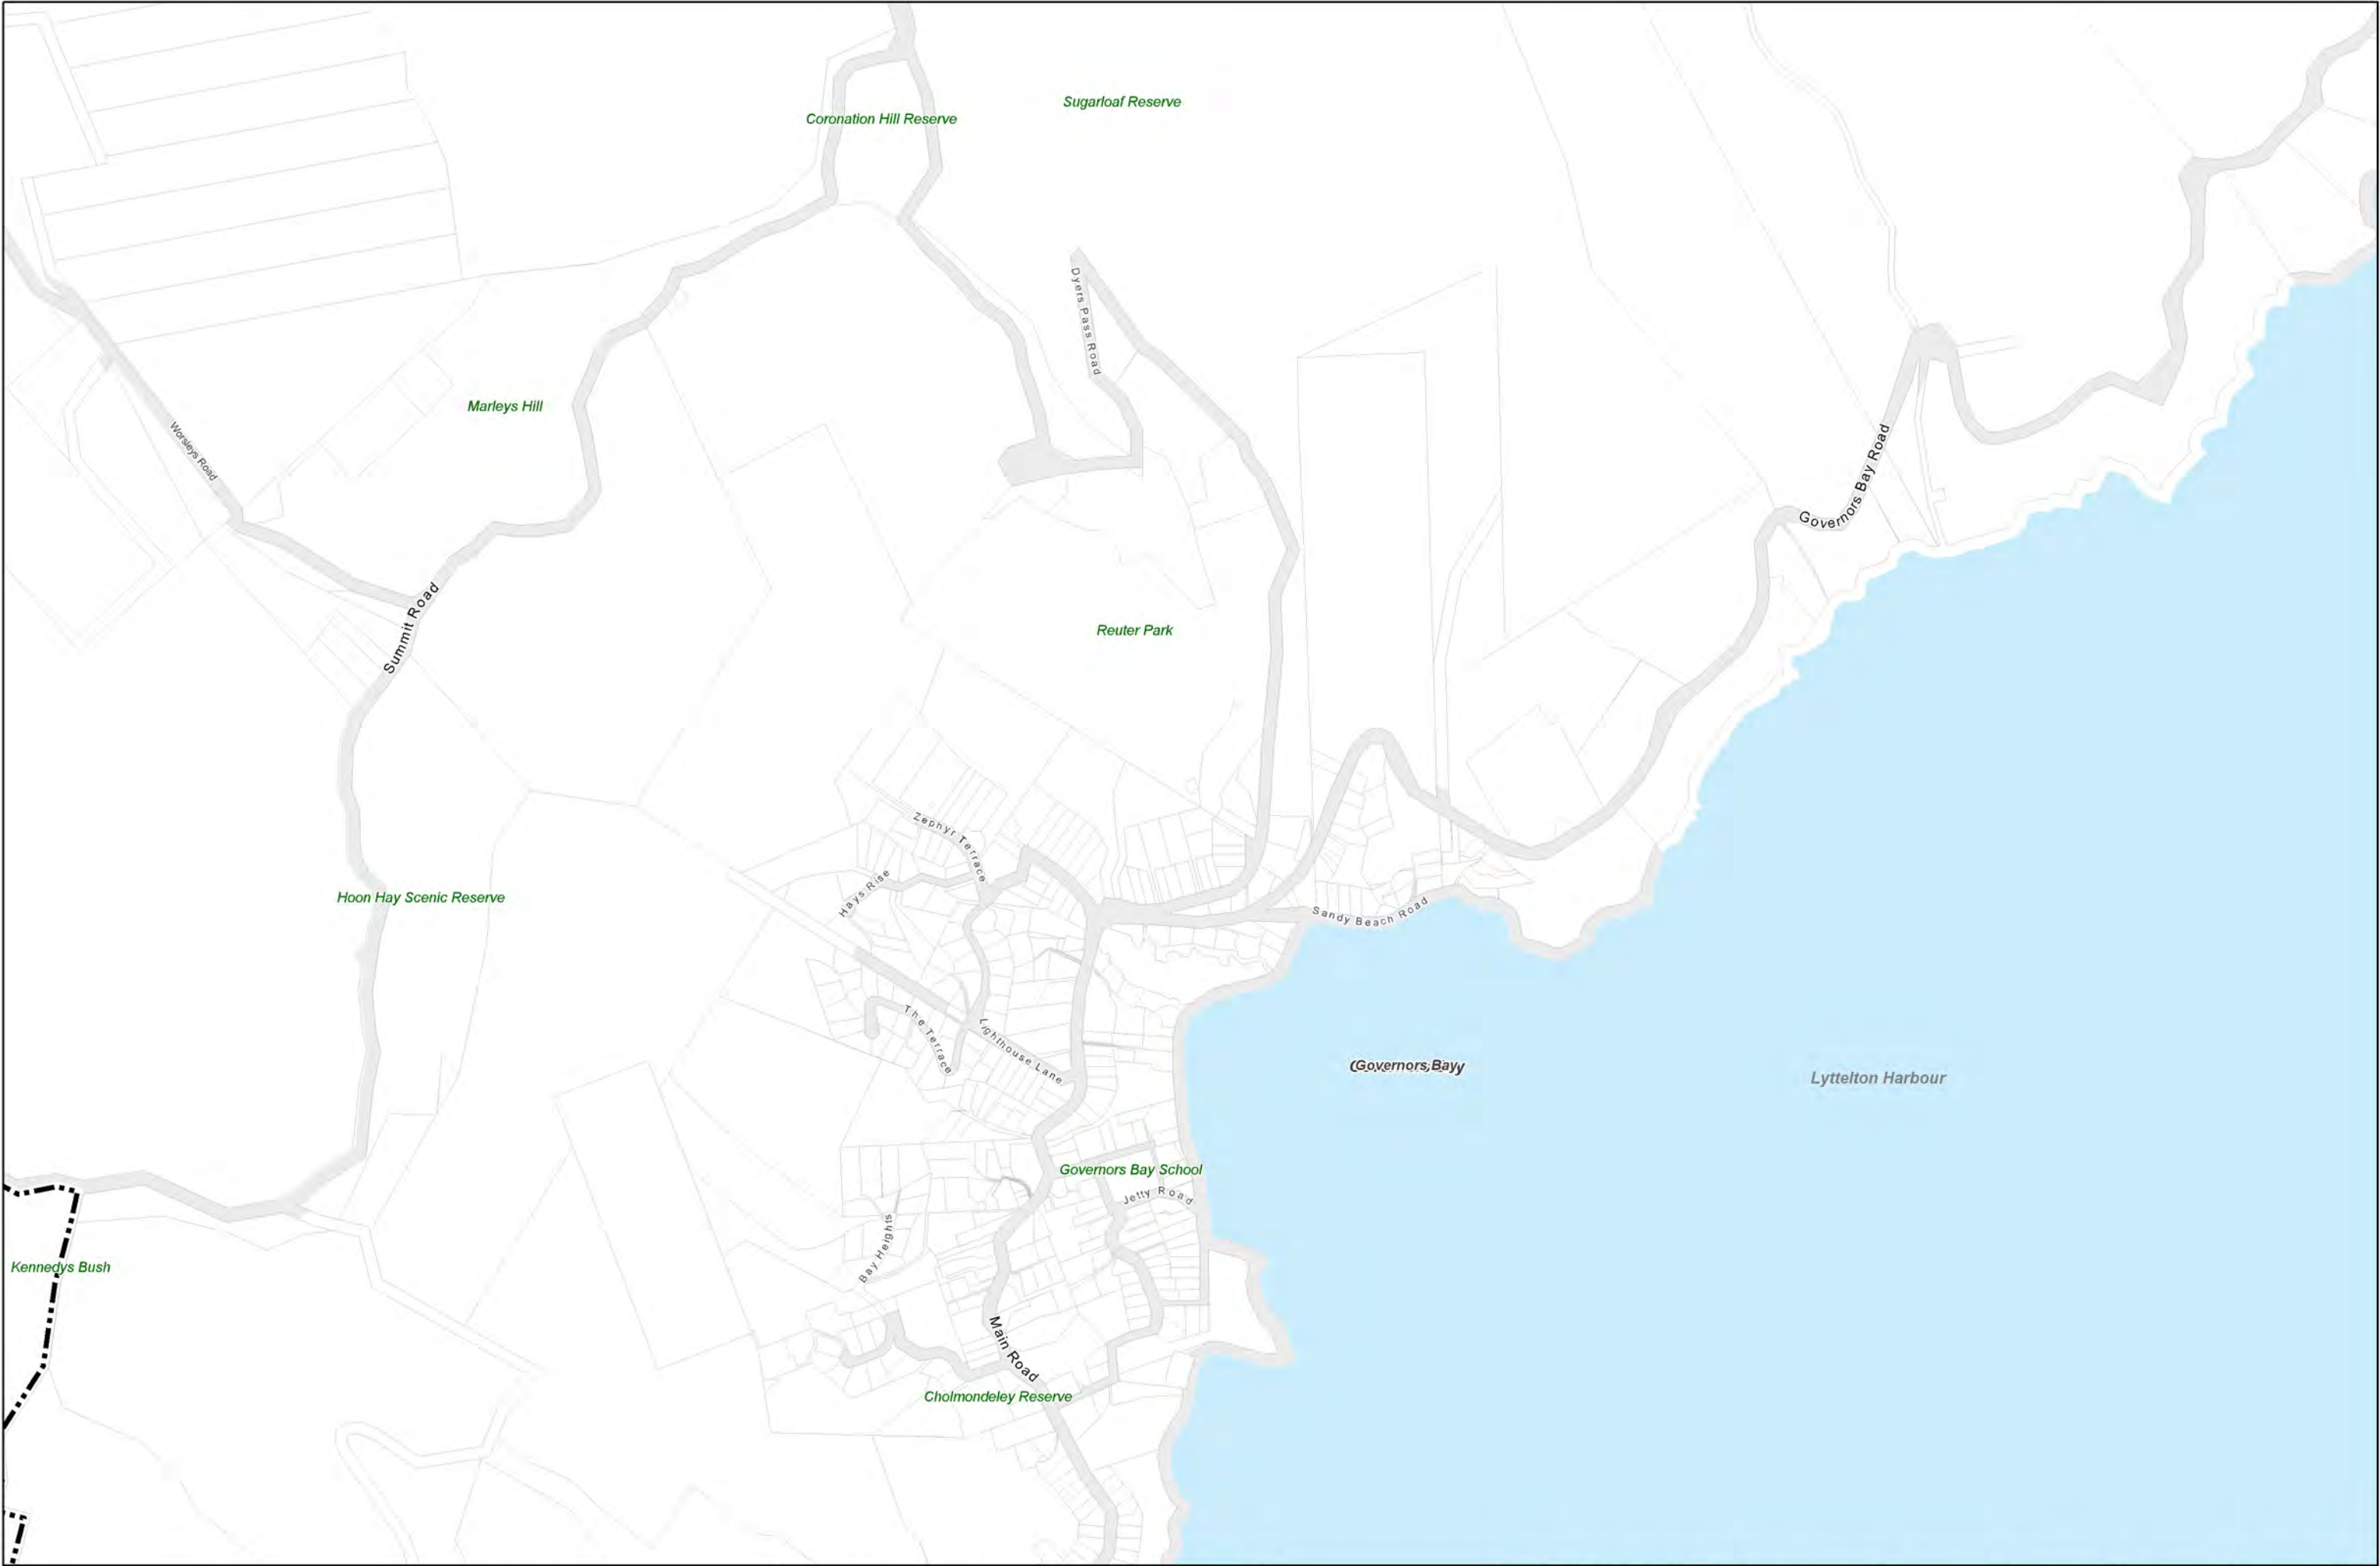 Sugarloaf Reserve
Coronation Hill Reserve
Dyers Pass Road
Marleys Hill
Worsleys Road
Governors Bay Road
Summit Road
Reuter Park
Zephyr Terrace
Hays Rise
Hoon Hay Scenic Reserve
Sandy Beach Road
The Terrace
Lighthouse Lane
Governors Bay
Lyttelton Harbour
Governors Bay School
Jetty Road
Bay Heights
Kennedys Bush
Main Road
Cholmondeley Reserve